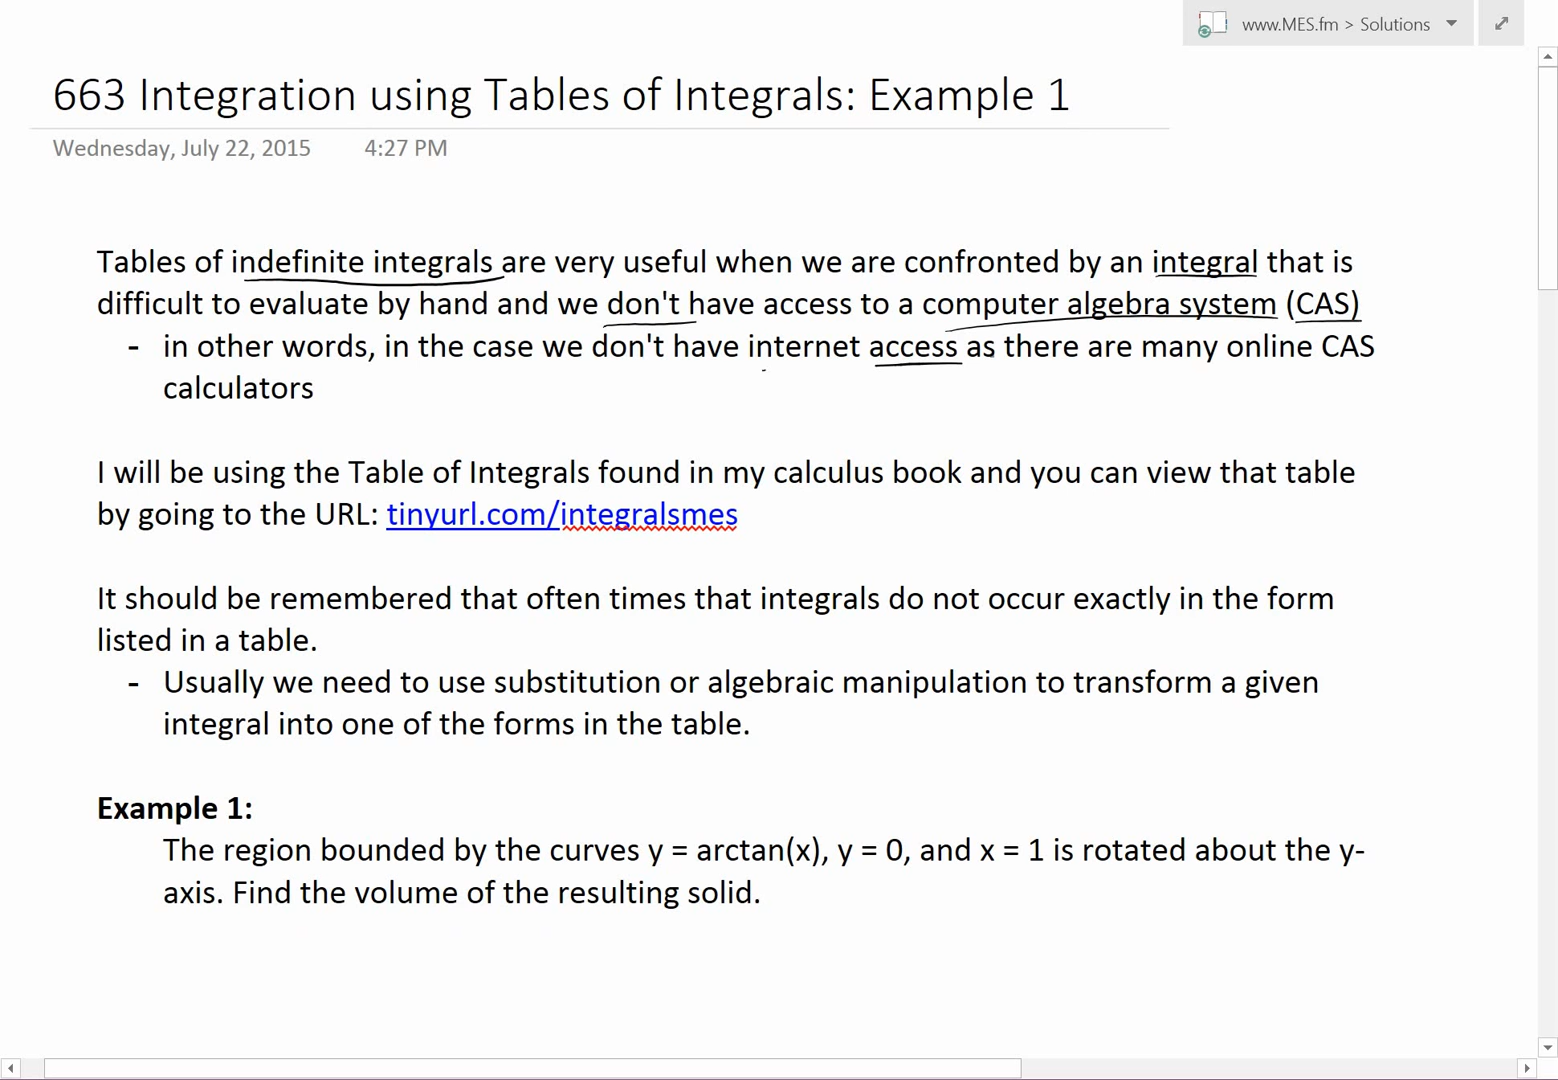 www.MES.fm > Solutions
663 Integration using Tables of Integrals: Example 1
Wednesday, July 22, 2015 4:27 PM
Tables of indefinite integrals are very useful when we are confronted by an integral that is
difficult to evaluate by hand and we don't have access to a computer algebra system (CAS)
- in other words, in the case we don't have internet access as there are many online CAS
calculators
I will be using the Table of Integrals found in my calculus book and you can view that table
by going to the URL: tinyurl.com/integralsmes
It should be remembered that often times that integrals do not occur exactly in the form
listed in a table.
- Usually we need to use substitution or algebraic manipulation to transform a given
integral into one of the forms in the table.
Example 1:
The region bounded by the curves y = arctan(x), y = 0, and x = 1 is rotated about the y-
axis. Find the volume of the resulting solid.